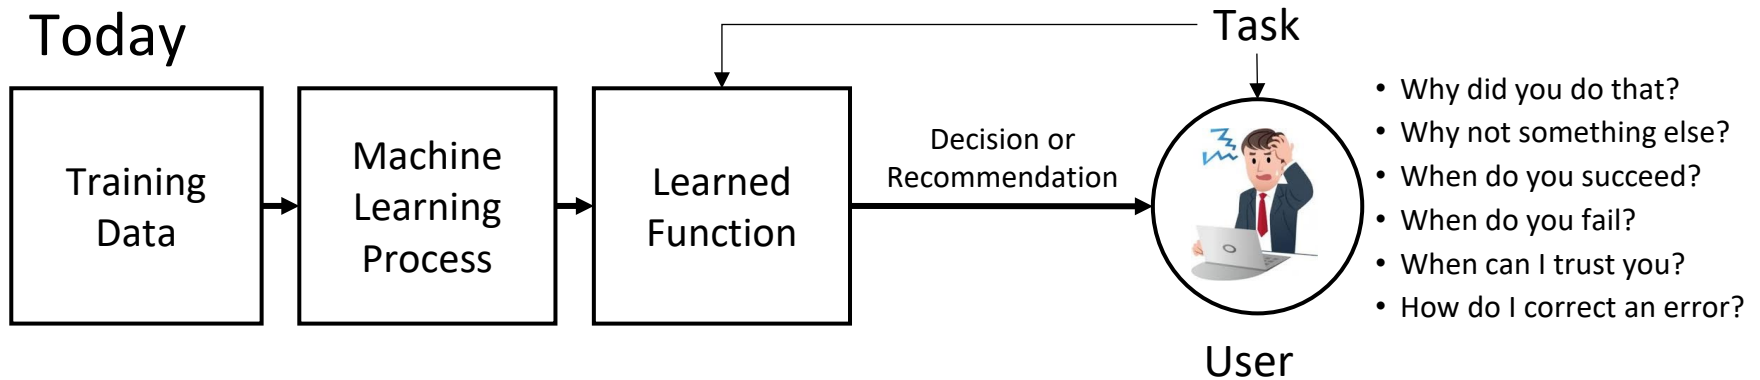 Today
Task
Training
Data
Machine
Learning
Process
Learned
Function
Decision or
Recommendation
• Why did you do that?
• Why not something else?
• When do you succeed?
• When do you fail?
• When can I trust you?
• How do I correct an error?
User